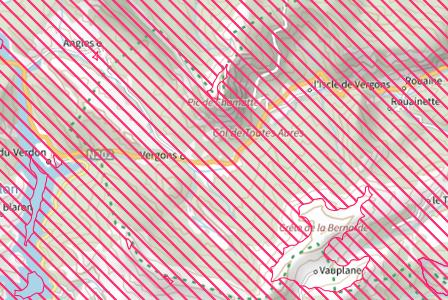 Angles
l'Iscle de Vergons
Rouaine
Rouainette
Pic de Chamatte
Col de Toutes Aures
du Verdon
N202
Vergons
Crête de la Bernarde
Vauplane